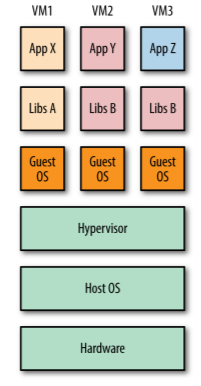 VM1 VM2 VM3
App X App Y App Z
Libs A Libs B Libs B
Guest OS Guest OS Guest OS
Hypervisor
Host OS
Hardware